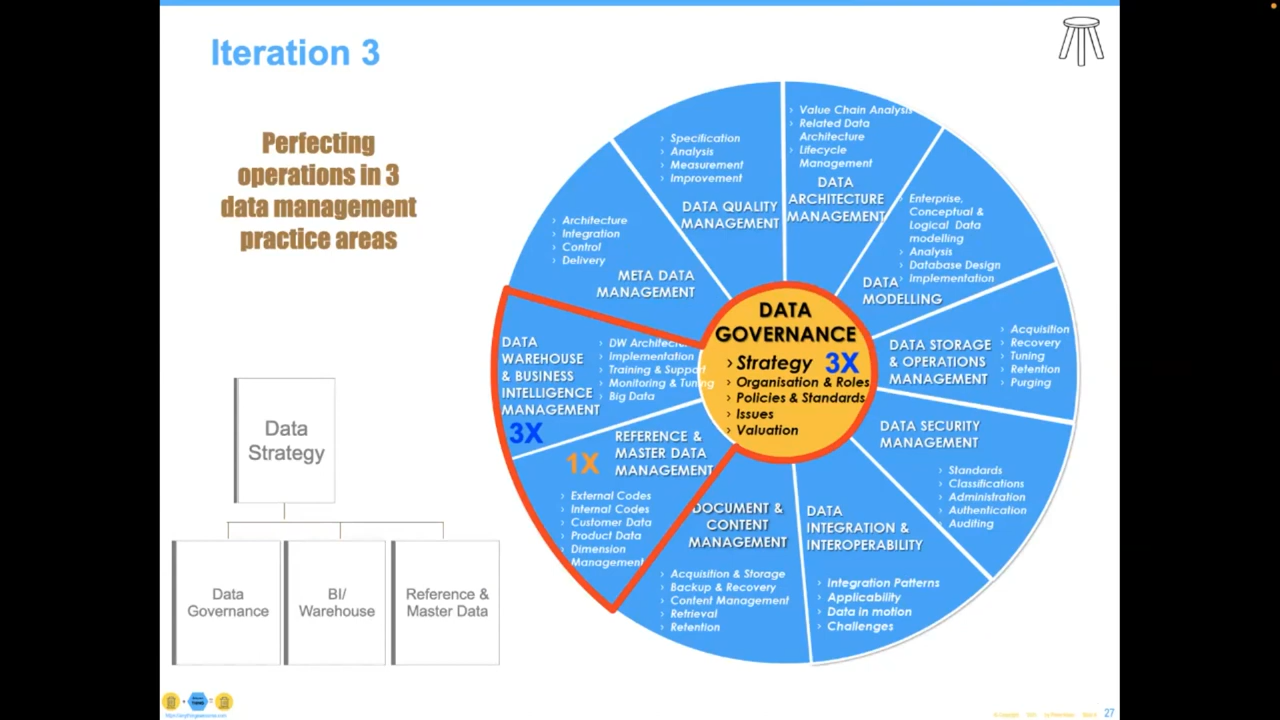 Iteration 3
Perfecting
operations in 3
data management
practice areas
Data
Strategy
Data
Governance
BI/
Warehouse
Reference &
Master Data
› Value Chain Analysis
› Related Data
Architecture
› Lifecycle
Management
DATA
ARCHITECTURE
MANAGEMENT
› Enterprise,
Conceptual &
Logical Data
modelling
› Analysis
› Database Design
› Implementation
DATA
MODELLING
DATA STORAGE
& OPERATIONS
MANAGEMENT
› Acquisition
› Recovery
› Tuning
› Retention
› Purging
DATA SECURITY
MANAGEMENT
› Standards
› Classifications
› Administration
› Authentication
› Auditing
DATA
INTEGRATION &
INTEROPERABILITY
› Integration Patterns
› Applicability
› Data in motion
› Challenges
DOCUMENT &
CONTENT
MANAGEMENT
› Acquisition & Storage
› Backup & Recovery
› Content Management
› Retrieval
› Retention
1X
REFERENCE &
MASTER DATA
MANAGEMENT
› External Codes
› Internal Codes
› Customer Data
› Product Data
› Dimension
Management
DATA
WAREHOUSE
& BUSINESS
INTELLIGENCE
MANAGEMENT
3X
› DW Architecture
› Implementation
› Training & Support
› Monitoring & Tuning
› Big Data
› Architecture
› Integration
› Control
› Delivery
META DATA
MANAGEMENT
› Specification
› Analysis
› Measurement
› Improvement
DATA QUALITY
MANAGEMENT
DATA
GOVERNANCE
› Strategy 3X
› Organisation & Roles
› Policies & Standards
› Issues
› Valuation
27